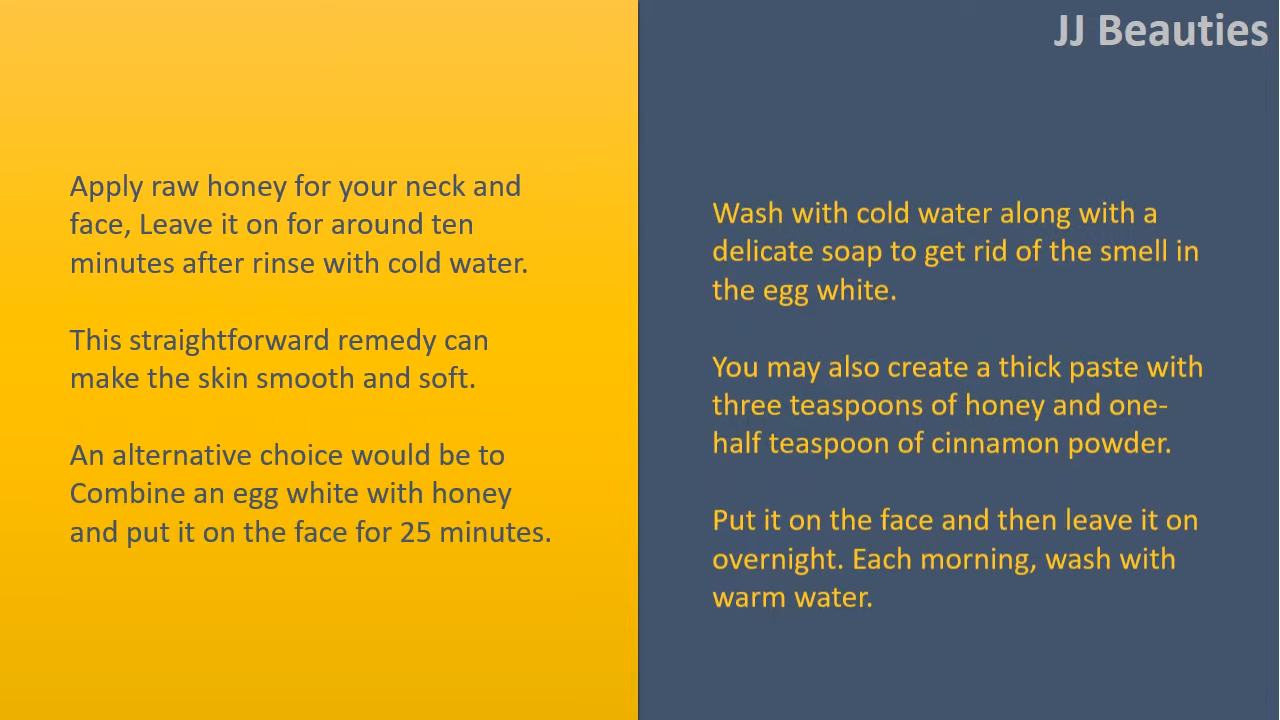 JJ Beauties
Apply raw honey for your neck and
face, Leave it on for around ten
minutes after rinse with cold water.
This straightforward remedy can
make the skin smooth and soft.
An alternative choice would be to
Combine an egg white with honey
and put it on the face for 25 minutes.
Wash with cold water along with a
delicate soap to get rid of the smell in
the egg white.
You may also create a thick paste with
three teaspoons of honey and one-
half teaspoon of cinnamon powder.
Put it on the face and then leave it on
overnight. Each morning, wash with
warm water.